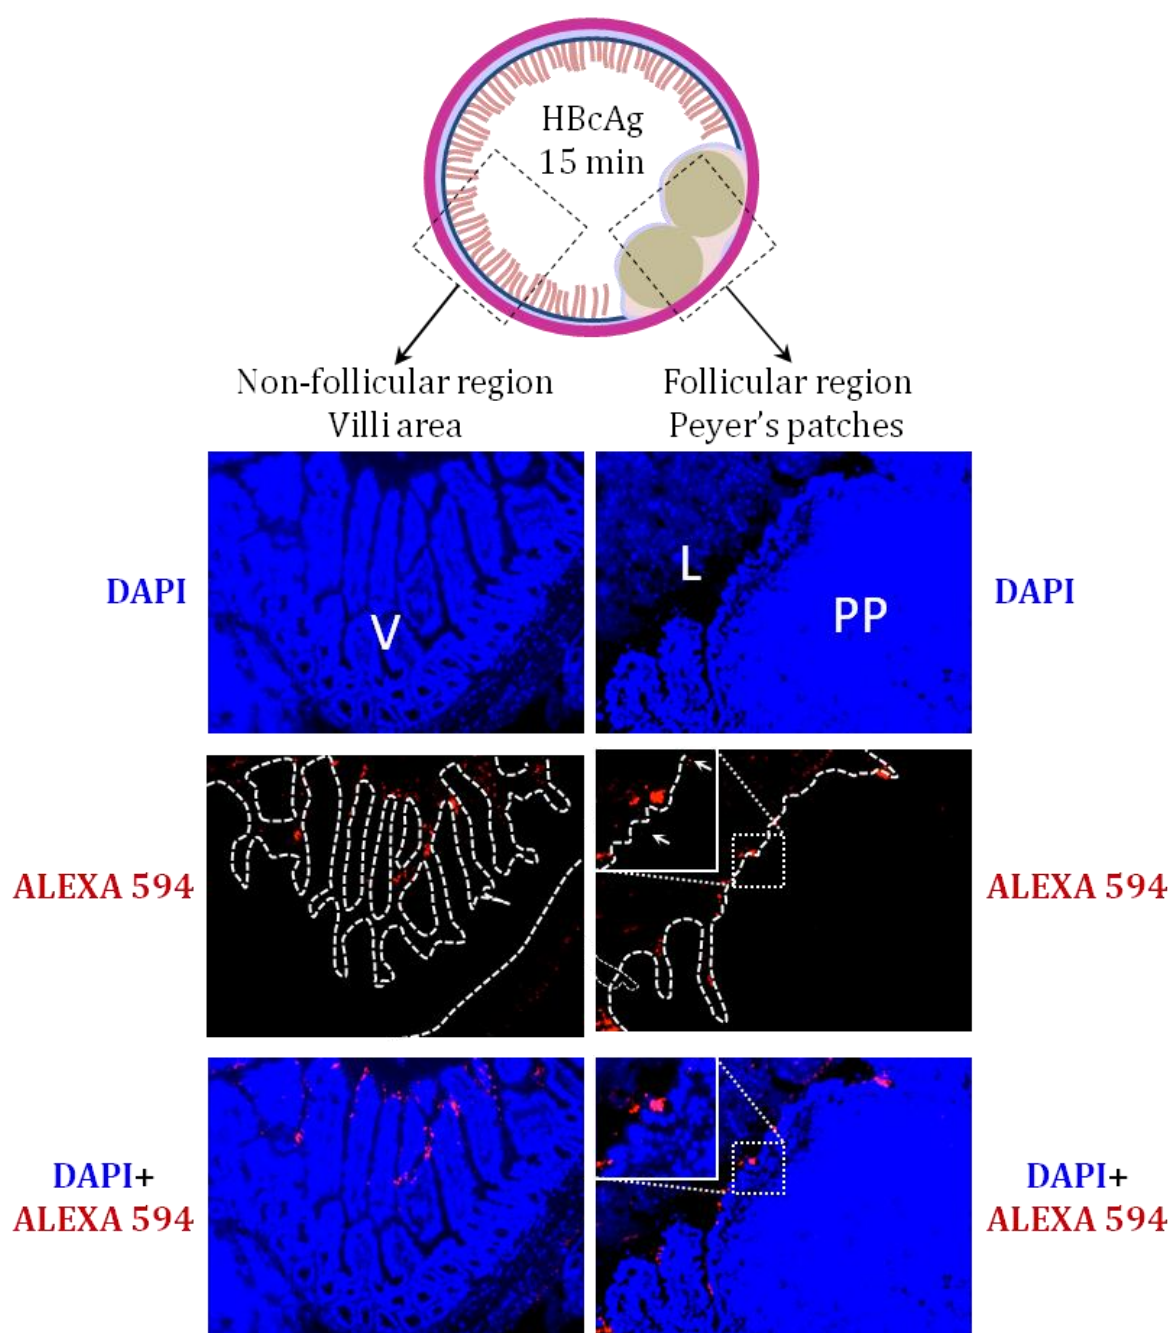 HBcAg
15 min
Non-follicular region
Villi area
Follicular region
Peyer's patches
DAPI
V
L
PP
DAPI
ALEXA 594
ALEXA 594
DAPI+
ALEXA 594
DAPI+
ALEXA 594